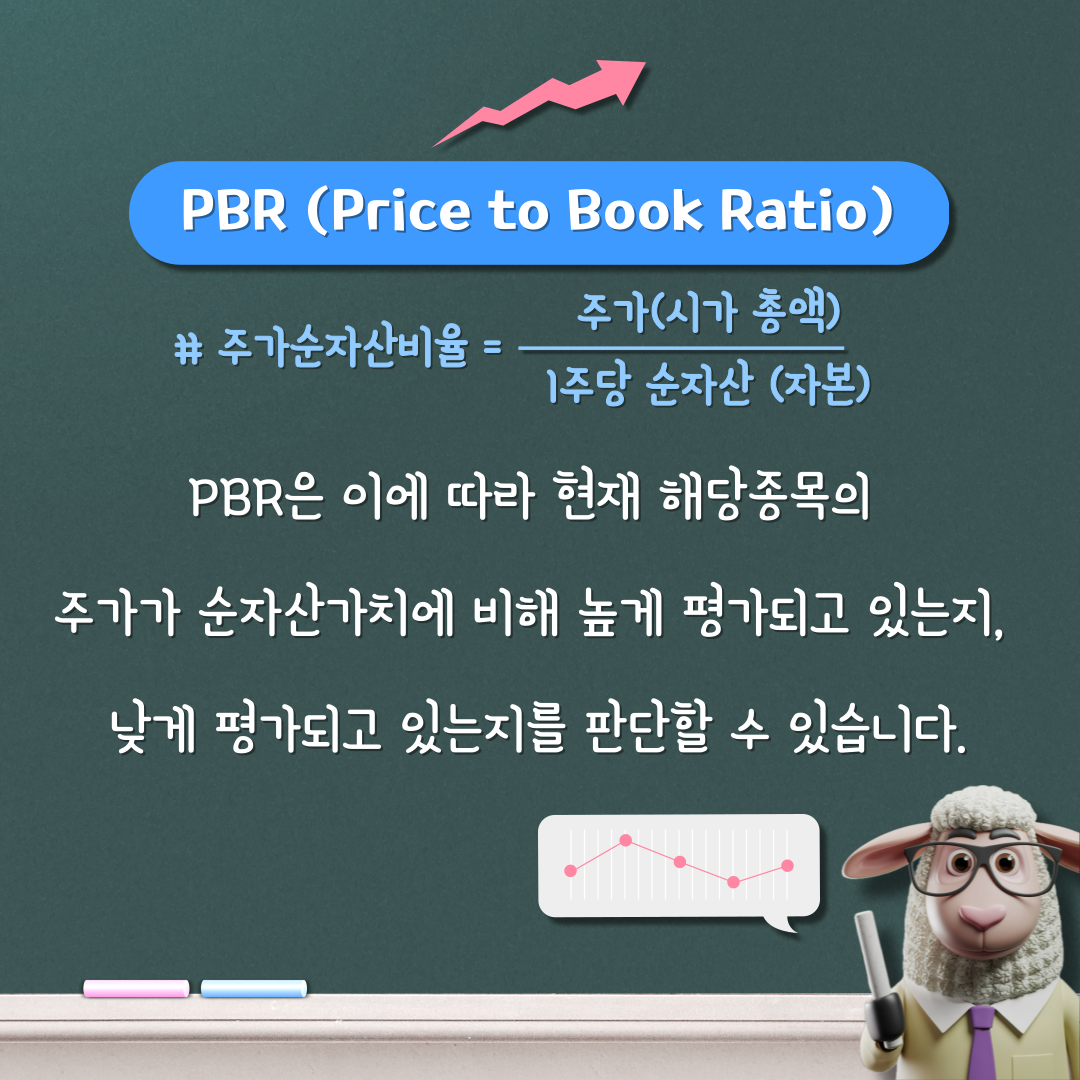 PBR (Price to Book Ratio)
# 주가순자산비율 =
주가(시가 총액)
1주당 순자산 (자본)
PBR은 이에 따라 현재 해당종목의
주가가 순자산가치에 비해 높게 평가되고 있는지,
낮게 평가되고 있는지를 판단할 수 있습니다.